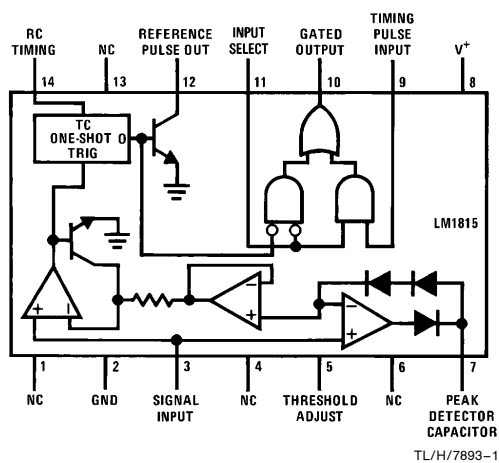 RC TIMING
NC
REFERENCE PULSE OUT
INPUT SELECT
GATED OUTPUT
TIMING PULSE INPUT
V+
14
13
12
11
10
9
8
TC
ONE-SHOT O
TRIG
LM1815
+
−
−
+
−
+
1
2
3
4
5
6
7
NC
GND
SIGNAL INPUT
NC
THRESHOLD ADJUST
NC
PEAK DETECTOR CAPACITOR
TL/H/7893–1